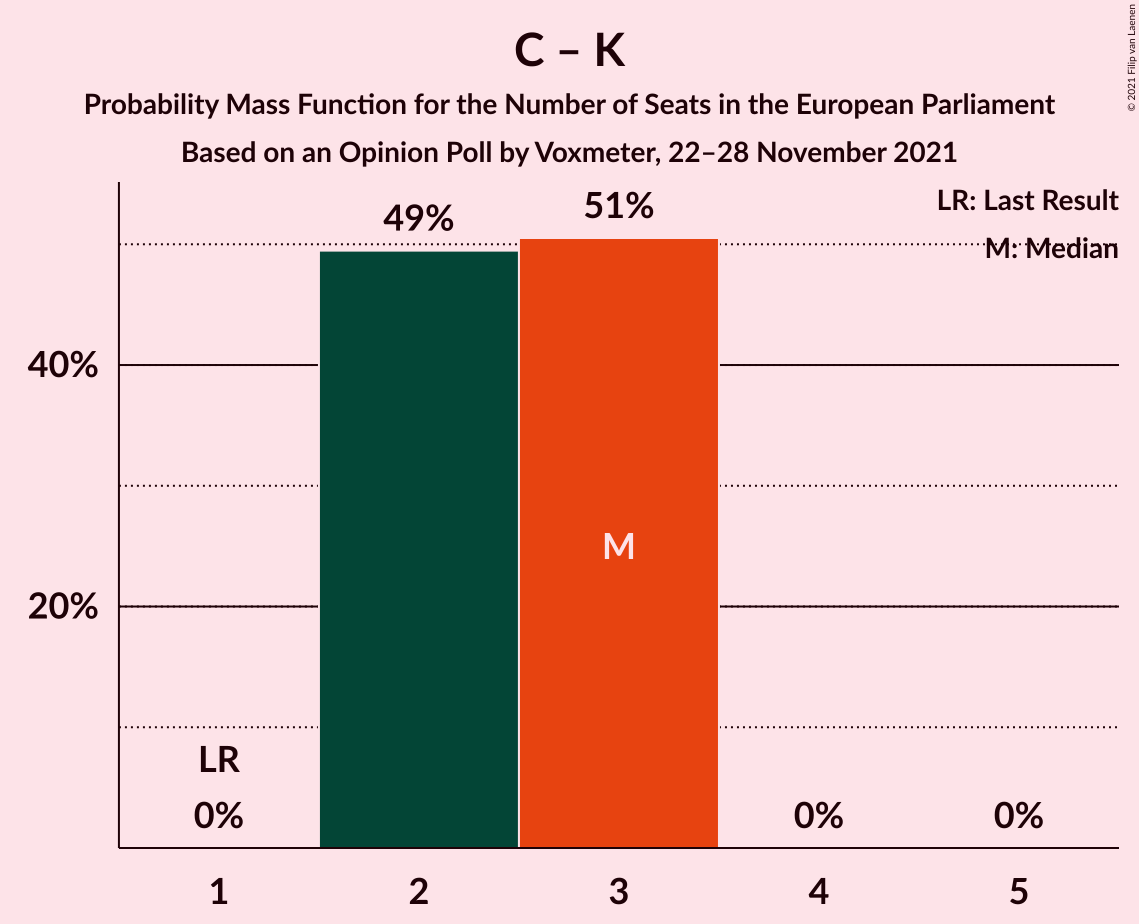 C – K
Probability Mass Function for the Number of Seats in the European Parliament
Based on an Opinion Poll by Voxmeter, 22–28 November 2021
© 2021 Filip van Laenen
LR: Last Result
M: Median
49%
51%
40%
20%
M
LR
0%
0%
0%
1
2
3
4
5